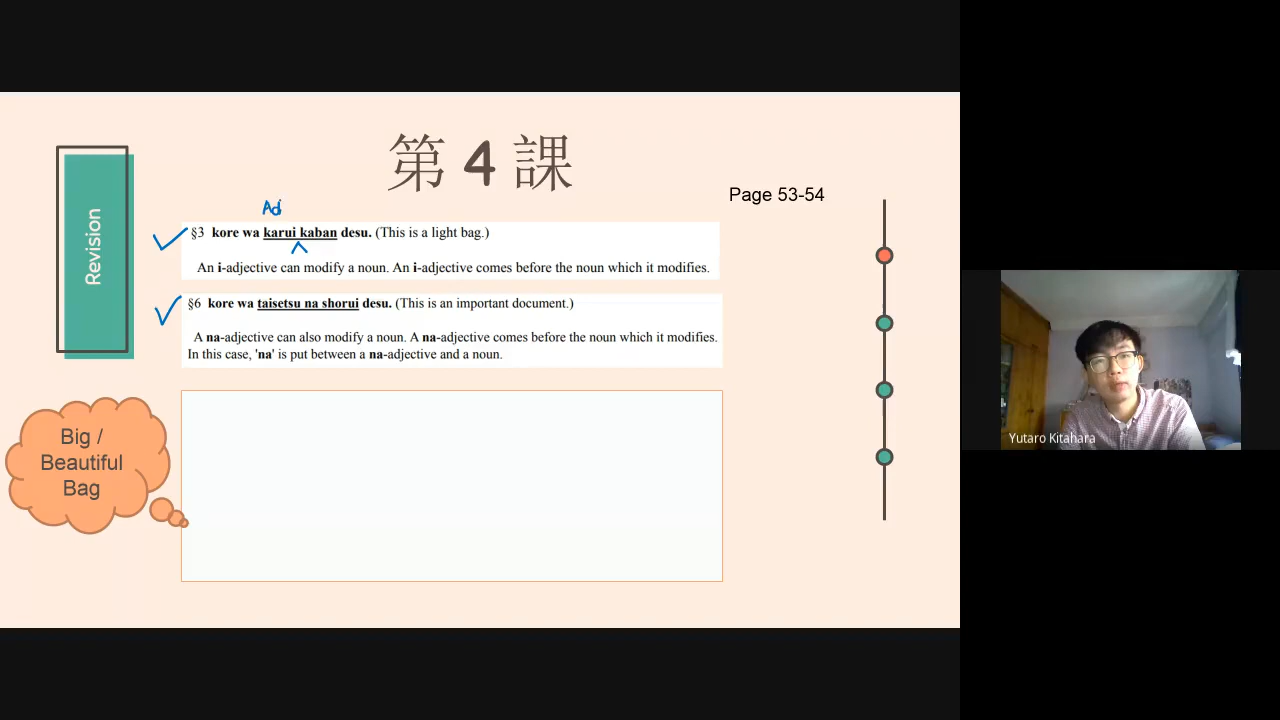 第 4 課
Page 53-54
Revision
Ad
§3 kore wa karui kaban desu. (This is a light bag.)
An i-adjective can modify a noun. An i-adjective comes before the noun which it modifies.
§6 kore wa taisetsu na shorui desu. (This is an important document.)
A na-adjective can also modify a noun. A na-adjective comes before the noun which it modifies.
In this case, 'na' is put between a na-adjective and a noun.
Big /
Beautiful
Bag
Yutaro Kitahara